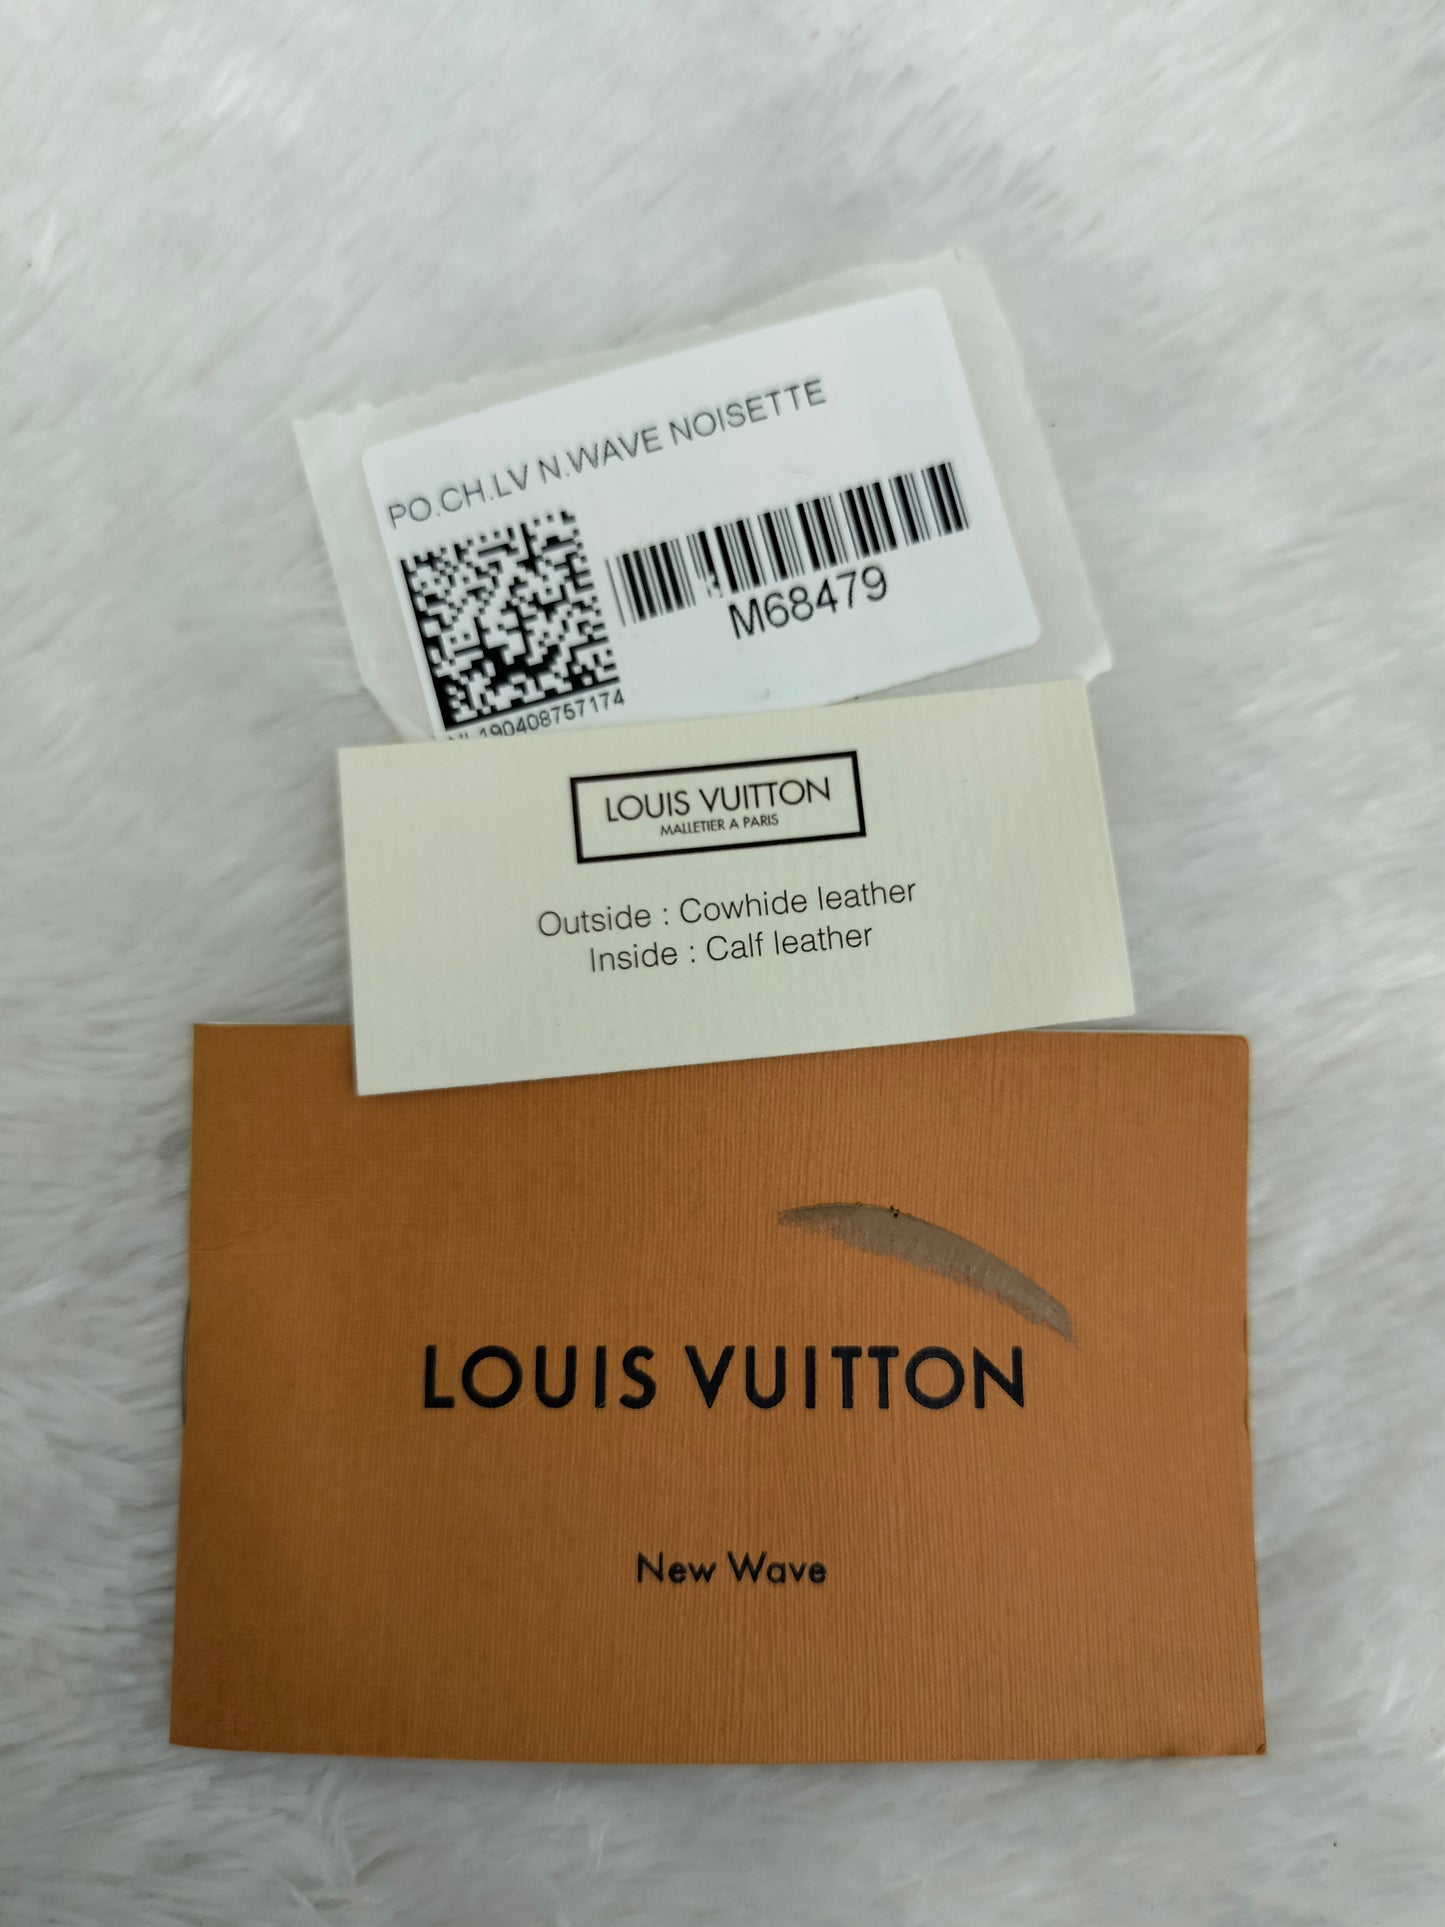 PO.CH.LV N.WAVE NOISETTE
M68479
190408757174
LOUIS VUITTON
MALLETIER A PARIS
Outside : Cowhide leather
Inside : Calf leather
LOUIS VUITTON
New Wave